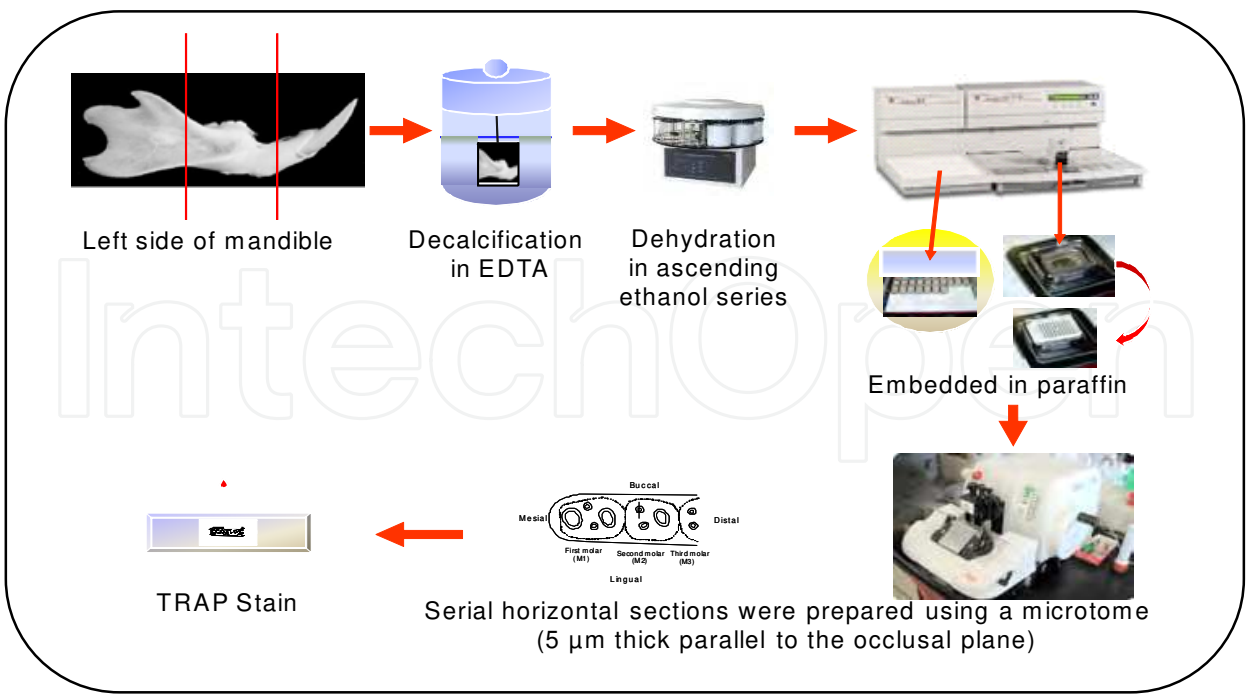 Left side of mandible
Decalcification
in EDTA
Dehydration
in ascending
ethanol series
Embedded in paraffin
IntechOpen
Buccal
Mesial
Distal
First molar
(M1)
Second molar
(M2)
Third molar
(M3)
Lingual
TRAP Stain
Serial horizontal sections were prepared using a microtome
(5 μm thick parallel to the occlusal plane)